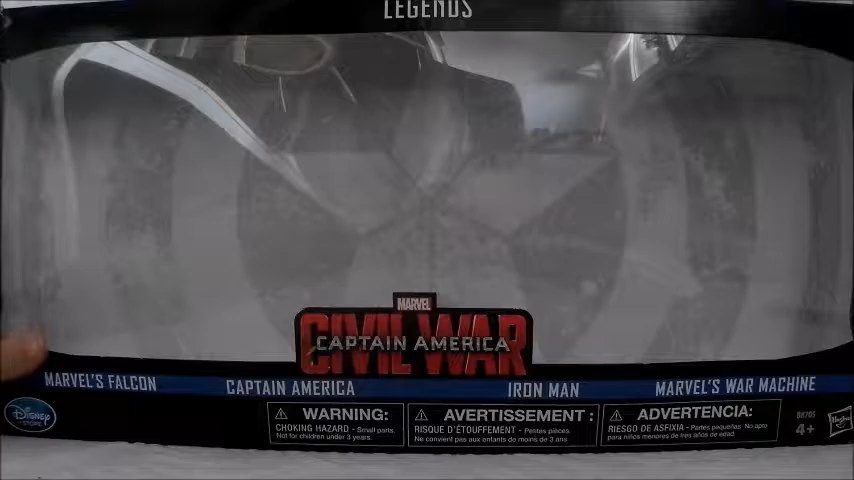 LEGENDS
MARVEL
CIVIL WAR
CAPTAIN AMERICA
MARVEL'S FALCON
CAPTAIN AMERICA
IRON MAN
MARVEL'S WAR MACHINE
Disney
STORE
WARNING:
CHOKING HAZARD - Small parts.
Not for children under 3 years.
AVERTISSEMENT :
RISQUE D'ÉTOUFFEMENT - Petites pièces.
Ne convient pas aux enfants de moins de 3 ans.
ADVERTENCIA:
RIESGO DE ASFIXIA - Partes pequeñas. No apto
para niños menores de tres años de edad.
4+
Hasbro